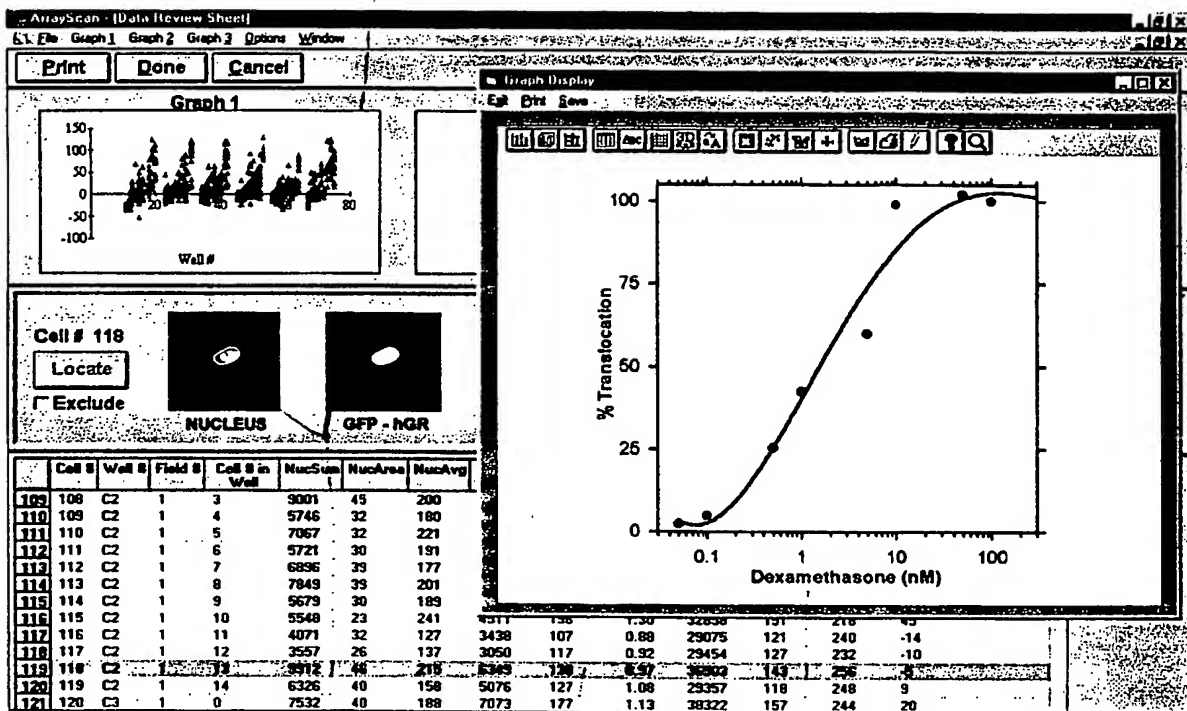 ArrayScan - [Data Review Sheet]
File Graph 1 Graph 2 Graph 3 Options Window
Print Done Cancel
Graph 1
150
100
50
0
-50
-100
20 40 60 80
Well #
Cell # 118
Locate
Exclude
NUCLEUS GFP - hGR
Graph Display
Exit Print Save
100
75
50
25
0
% Translocation
0.1 1 10 100
Dexamethasone (nM)
Cell # Well # Field # Cell # in Well NucSum NucArea NucAvg
109 108 C2 1 3 9001 45 200
110 109 C2 1 4 5746 32 180
111 110 C2 1 5 7067 32 221
112 111 C2 1 6 5721 30 191
113 112 C2 1 7 6896 39 177
114 113 C2 1 8 7849 39 201
115 114 C2 1 9 5679 30 189
116 115 C2 1 10 5548 23 241
117 116 C2 1 11 4071 32 127 3438 107 0.88 29075 121 240 -14
118 117 C2 1 12 3557 26 137 3050 117 0.92 29454 127 232 -10
119 118 C2 1 13
120 119 C2 1 14 6326 40 158 5076 127 1.08 29357 118 248 9
121 120 C3 1 0 7532 40 188 7073 177 1.13 38322 157 244 20